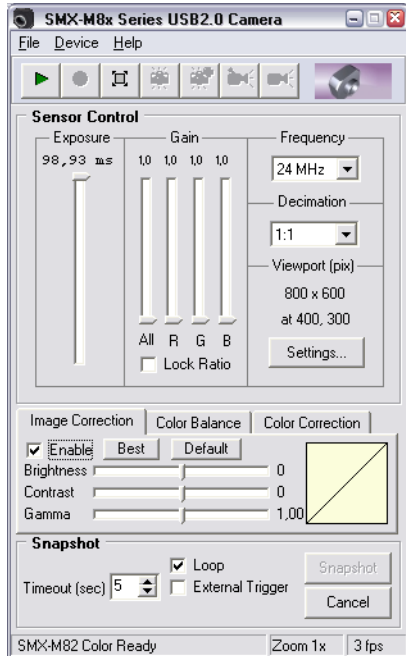 SMX-M8x Series USB2.0 Camera
File Device Help
Sensor Control
Exposure Gain Frequency
98,93 ms 1,0 1,0 1,0 1,0
24 MHz
Decimation
1:1
Viewport (pix)
800 x 600
at 400, 300
All R G B
Settings...
Lock Ratio
Image Correction Color Balance Color Correction
Enable Best Default
Brightness 0
Contrast 0
Gamma 1,00
Snapshot
Loop Snapshot
Timeout (sec) 5 External Trigger
Cancel
SMX-M82 Color Ready Zoom 1x 3 fps